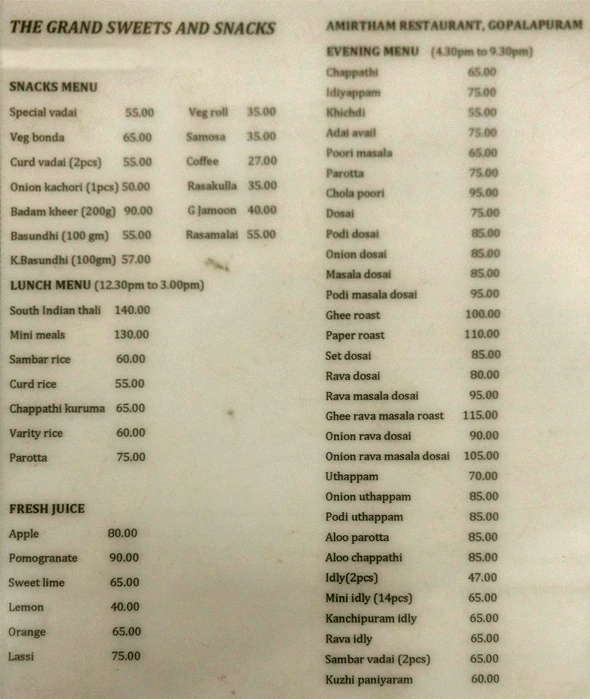 THE GRAND SWEETS AND SNACKS
SNACKS MENU
Special vadai 55.00 Veg roll 35.00
Veg bonda 65.00 Samosa 35.00
Curd vadai (2pcs) 55.00 Coffee 27.00
Onion kachori (1pcs) 50.00 Rasakulla 35.00
Badam kheer (200g) 90.00 G Jamoon 40.00
Basundhi (100 gm) 55.00 Rasamalai 55.00
K.Basundhi (100gm) 57.00
LUNCH MENU (12.30pm to 3.00pm)
South Indian thali 140.00
Mini meals 130.00
Sambar rice 60.00
Curd rice 55.00
Chappathi kuruma 65.00
Varity rice 60.00
Parotta 75.00
FRESH JUICE
Apple 80.00
Pomogranate 90.00
Sweet lime 65.00
Lemon 40.00
Orange 65.00
Lassi 75.00
AMIRTHAM RESTAURANT, GOPALAPURAM
EVENING MENU (4.30pm to 9.30pm)
Chappathi 65.00
Idiyappam 75.00
Khichdi 55.00
Adai avail 75.00
Poori masala 65.00
Parotta 75.00
Chola poori 95.00
Dosai 75.00
Podi dosai 85.00
Onion dosai 85.00
Masala dosai 85.00
Podi masala dosai 95.00
Ghee roast 100.00
Paper roast 110.00
Set dosai 85.00
Rava dosai 80.00
Rava masala dosai 95.00
Ghee rava masala roast 115.00
Onion rava dosai 90.00
Onion rava masala dosai 105.00
Uthappam 70.00
Onion uthappam 85.00
Podi uthappam 85.00
Aloo parotta 85.00
Aloo chappathi 85.00
Idly(2pcs) 47.00
Mini idly (14pcs) 65.00
Kanchipuram idly 65.00
Rava idly 65.00
Sambar vadai (2pcs) 65.00
Kuzhi paniyaram 60.00